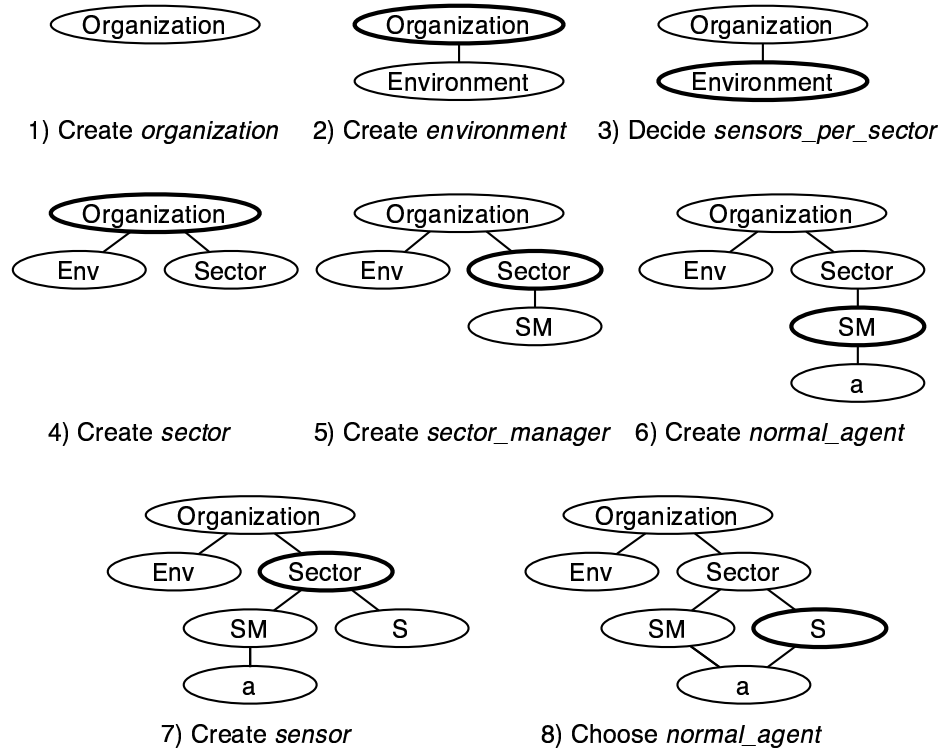 Organization
Organization
Environment
Organization
Environment
1) Create organization
2) Create environment
3) Decide sensors_per_sector
Organization
Env Sector
Organization
Env Sector
SM
Organization
Env Sector
SM
a
4) Create sector
5) Create sector_manager
6) Create normal_agent
Organization
Env Sector
SM S
a
Organization
Env Sector
SM S
a
7) Create sensor
8) Choose normal_agent